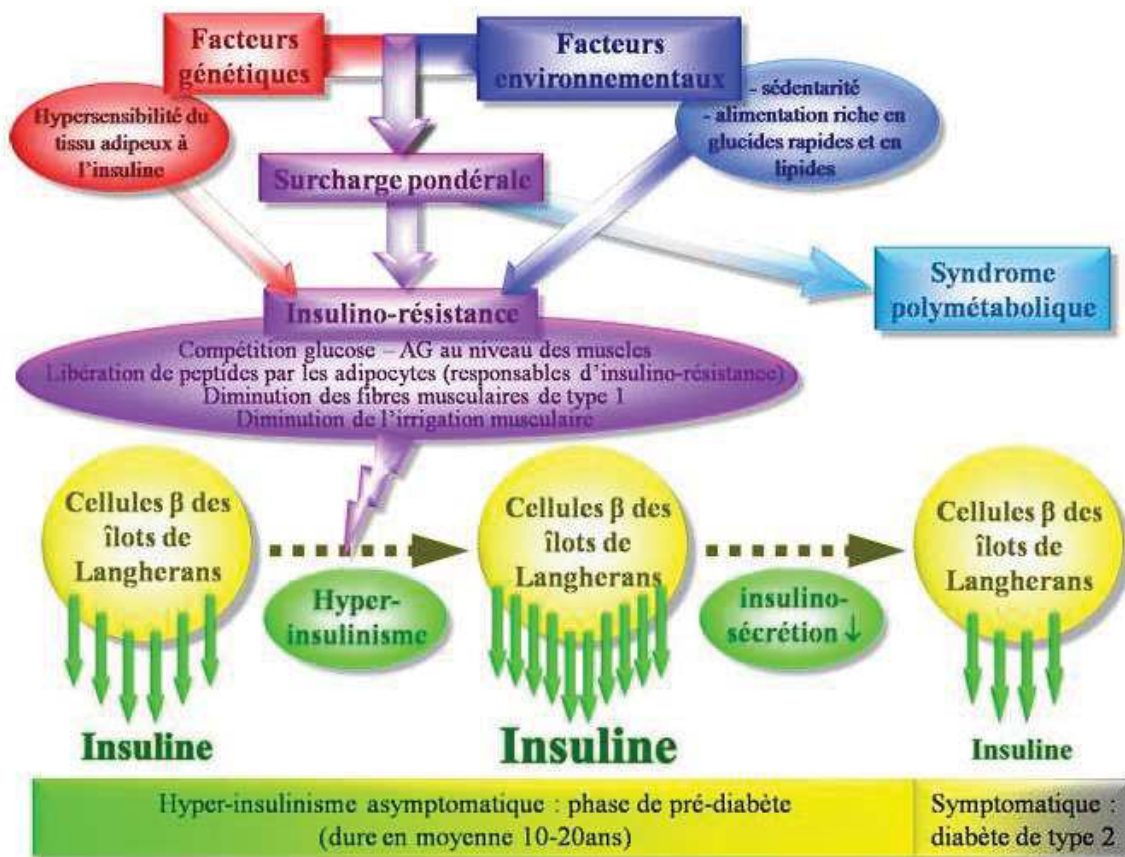 Facteurs
génétiques
Facteurs
environnementaux
Hypersensibilité du
tissu adipeux à
l'insuline
- sédentarité
- alimentation riche en
glucides rapides et en
lipides
Surcharge pondérale
Syndrome
polymétabolique
Insulino-résistance
Compétition glucose – AG au niveau des muscles
Libération de peptides par les adipocytes (responsables d'insulino-résistance)
Diminution des fibres musculaires de type 1
Diminution de l'irrigation musculaire
Cellules β des
îlots de
Langherans
Hyper-
insulinisme
Cellules β des
îlots de
Langherans
insulino-
sécrétion ↓
Cellules β des
îlots de
Langherans
Insuline
Insuline
Insuline
Hyper-insulinisme asymptomatique : phase de pré-diabète
(dure en moyenne 10-20ans)
Symptomatique :
diabète de type 2